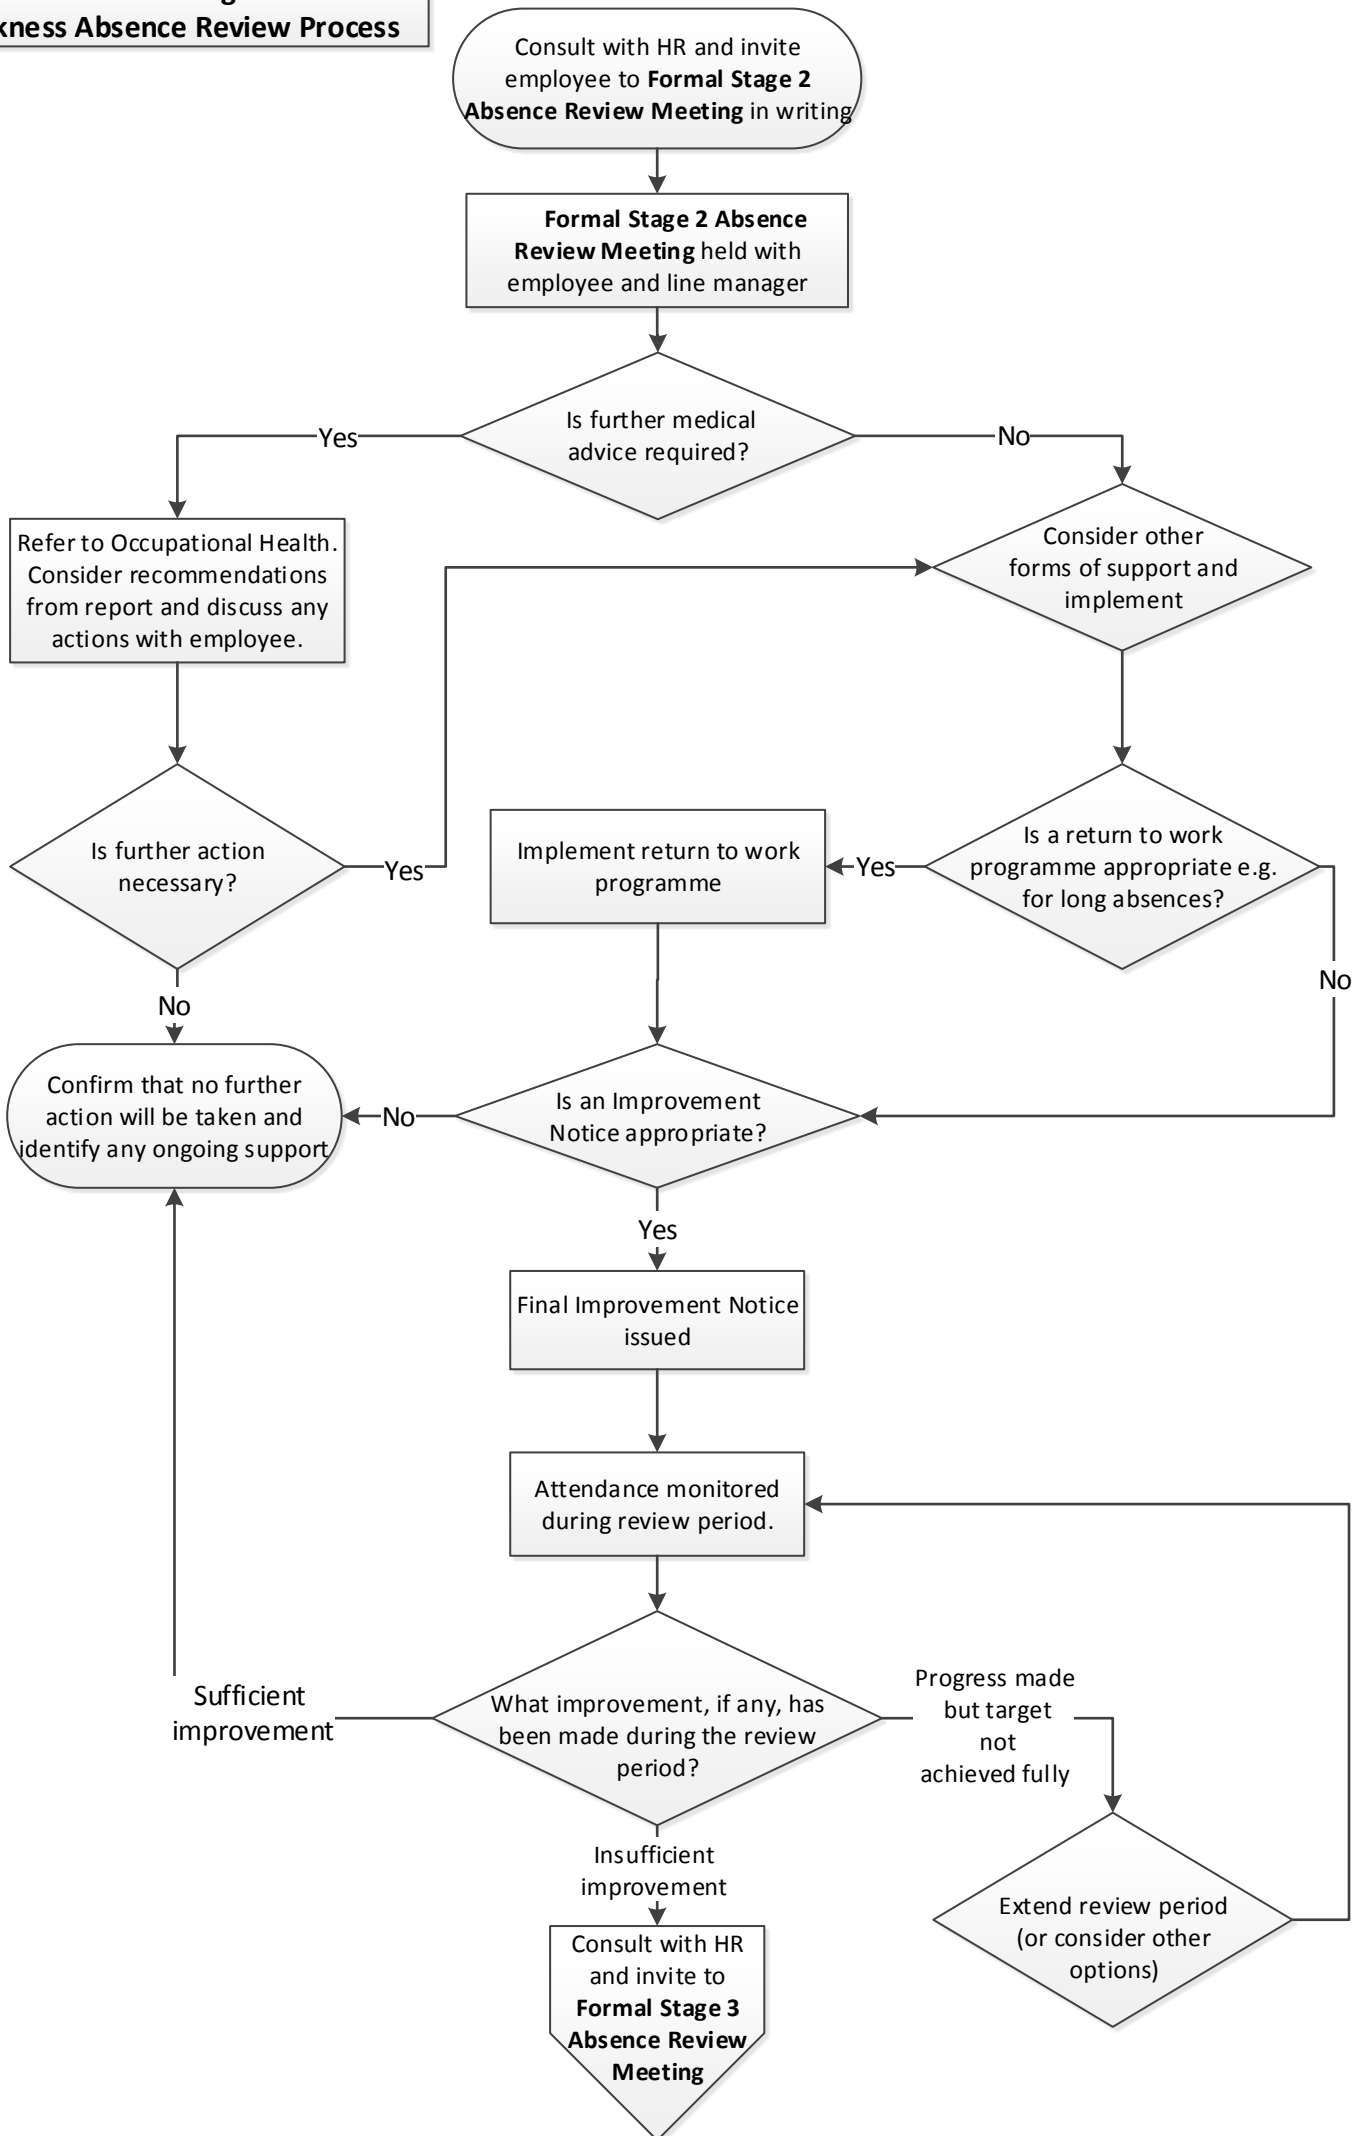 Absence Review Process
Consult with HR and invite
employee to Formal Stage 2
Absence Review Meeting in writing
Formal Stage 2 Absence
Review Meeting held with
employee and line manager
Is further medical
advice required?
Yes
No
Refer to Occupational Health.
Consider recommendations
from report and discuss any
actions with employee.
Consider other
forms of support and
implement
Is further action
necessary?
Yes
Implement return to work
programme
Yes
Is a return to work
programme appropriate e.g.
for long absences?
No
No
Confirm that no further
action will be taken and
identify any ongoing support
No
Is an Improvement
Notice appropriate?
Yes
Final Improvement Notice
issued
Attendance monitored
during review period.
Sufficient
improvement
What improvement, if any, has
been made during the review
period?
Progress made
but target
not
achieved fully
Insufficient
improvement
Extend review period
(or consider other
options)
Consult with HR
and invite to
Formal Stage 3
Absence Review
Meeting